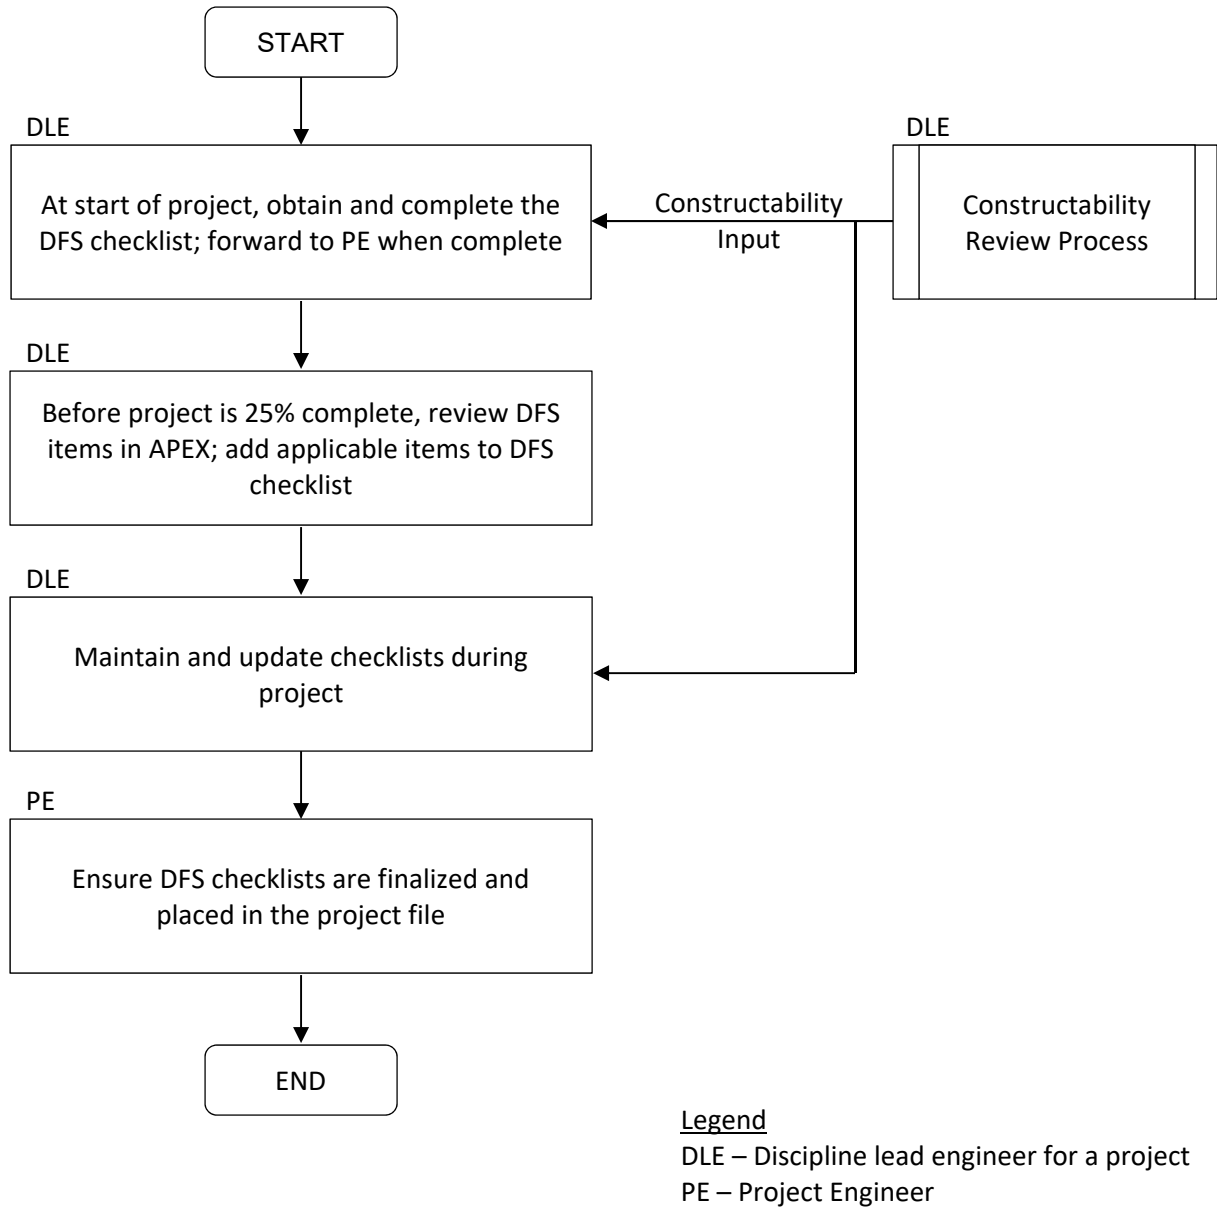 START
DLE
At start of project, obtain and complete the
DFS checklist; forward to PE when complete
Constructability
Input
DLE
Constructability
Review Process
DLE
Before project is 25% complete, review DFS
items in APEX; add applicable items to DFS
checklist
DLE
Maintain and update checklists during
project
PE
Ensure DFS checklists are finalized and
placed in the project file
END
Legend
DLE – Discipline lead engineer for a project
PE – Project Engineer